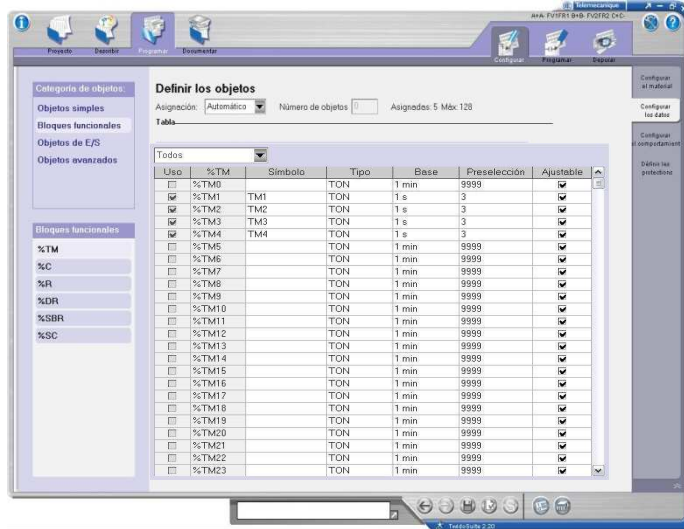 Telemecanique
A+A- FV1FR1 B+B- FV2FR2 C+C-
Proyecto Describir Programar Documentar
Configurar Programar Depurar
Categoría de objetos:
Objetos simples
Bloques funcionales
Objetos de E/S
Objetos avanzados
Bloques funcionales
%TM
%C
%R
%DR
%SBR
%SC
Definir los objetos
Asignación: Automático Número de objetos 0 Asignadas: 5 Máx: 128
Tabla
Todos
Uso %TM Símbolo Tipo Base Preselección Ajustable
%TM0 TON 1 min 9999
%TM1 TM1 TON 1 s 3
%TM2 TM2 TON 1 s 3
%TM3 TM3 TON 1 s 3
%TM4 TM4 TON 1 s 3
%TM5 TON 1 min 9999
%TM6 TON 1 min 9999
%TM7 TON 1 min 9999
%TM8 TON 1 min 9999
%TM9 TON 1 min 9999
%TM10 TON 1 min 9999
%TM11 TON 1 min 9999
%TM12 TON 1 min 9999
%TM13 TON 1 min 9999
%TM14 TON 1 min 9999
%TM15 TON 1 min 9999
%TM16 TON 1 min 9999
%TM17 TON 1 min 9999
%TM18 TON 1 min 9999
%TM19 TON 1 min 9999
%TM20 TON 1 min 9999
%TM21 TON 1 min 9999
%TM22 TON 1 min 9999
%TM23 TON 1 min 9999
Configurar
el material
Configurar
los datos
Configurar
el comportamient
Definir las
TwidoSuite 2.20